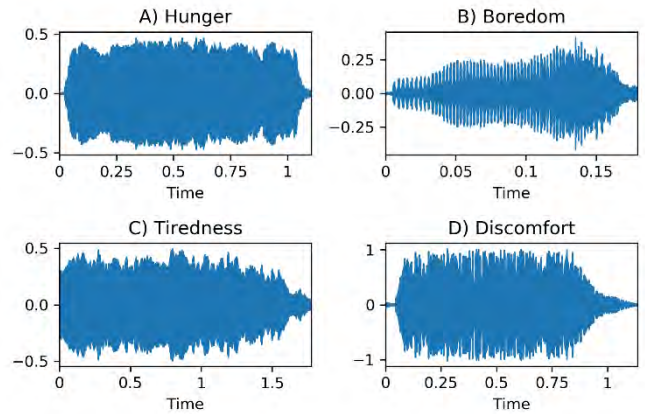 A) Hunger
0.5
0.0
−0.5
0 0.25 0.5 0.75 1
Time
B) Boredom
0.25
0.00
−0.25
0 0.05 0.1 0.15
Time
C) Tiredness
0.5
0.0
−0.5
0 0.5 1 1.5
Time
D) Discomfort
1
0
−1
0 0.25 0.5 0.75 1
Time